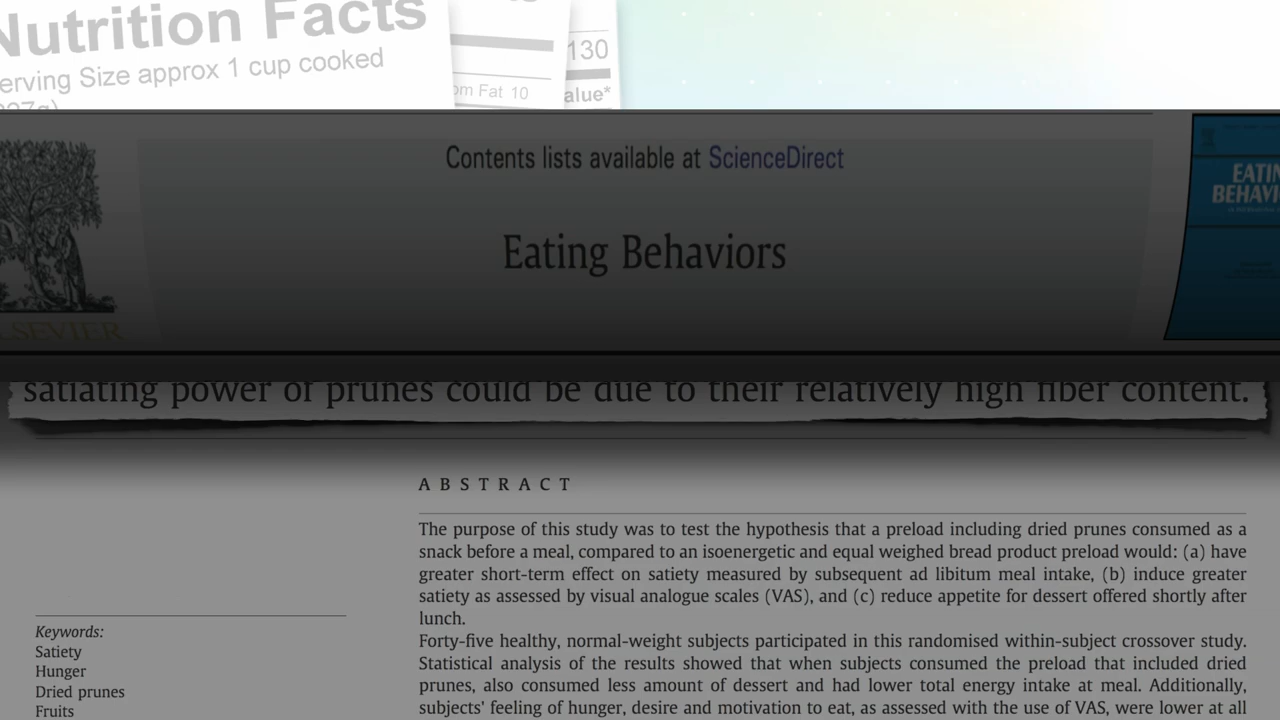 Nutrition Facts
erving Size approx 1 cup cooked
130
om Fat 10
alue*
Contents lists available at ScienceDirect
EATIN
BEHAVI
Eating Behaviors
LSEVIER
satiating power of prunes could be due to their relatively high fiber content.
ABSTRACT
The purpose of this study was to test the hypothesis that a preload including dried prunes consumed as a
snack before a meal, compared to an isoenergetic and equal weighed bread product preload would: (a) have
greater short-term effect on satiety measured by subsequent ad libitum meal intake, (b) induce greater
satiety as assessed by visual analogue scales (VAS), and (c) reduce appetite for dessert offered shortly after
lunch.
Forty-five healthy, normal-weight subjects participated in this randomised within-subject crossover study.
Statistical analysis of the results showed that when subjects consumed the preload that included dried
prunes, also consumed less amount of dessert and had lower total energy intake at meal. Additionally,
subjects' feeling of hunger, desire and motivation to eat, as assessed with the use of VAS, were lower at all
Keywords:
Satiety
Hunger
Dried prunes
Fruits